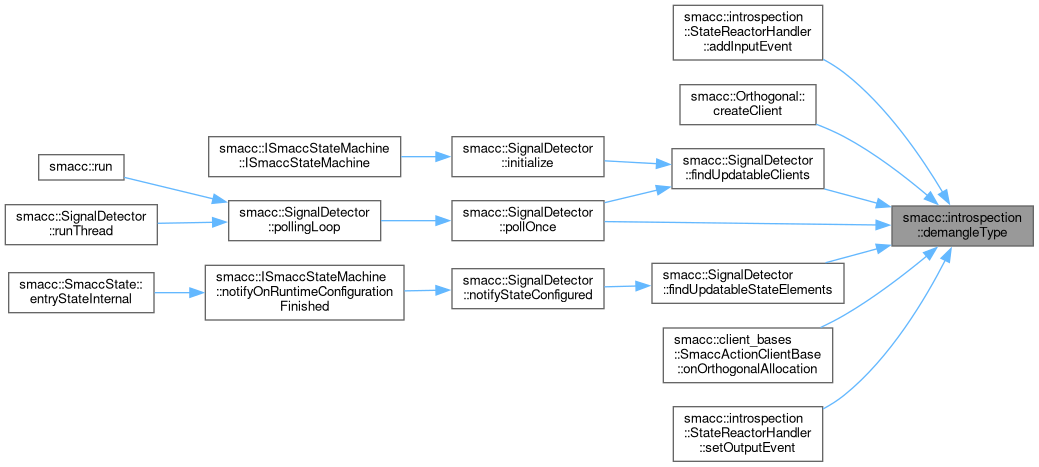 smacc::introspection
::StateReactorHandler
::addInputEvent
smacc::Orthogonal::
createClient
smacc::ISmaccStateMachine
::ISmaccStateMachine
smacc::SignalDetector
::initialize
smacc::SignalDetector
::findUpdatableClients
smacc::run
smacc::SignalDetector
::runThread
smacc::SignalDetector
::pollingLoop
smacc::SignalDetector
::pollOnce
smacc::introspection
::demangleType
smacc::SmaccState::
entryStateInternal
smacc::ISmaccStateMachine
::notifyOnRuntimeConfiguration
Finished
smacc::SignalDetector
::notifyStateConfigured
smacc::SignalDetector
::findUpdatableStateElements
smacc::client_bases
::SmaccActionClientBase
::onOrthogonalAllocation
smacc::introspection
::StateReactorHandler
::setOutputEvent